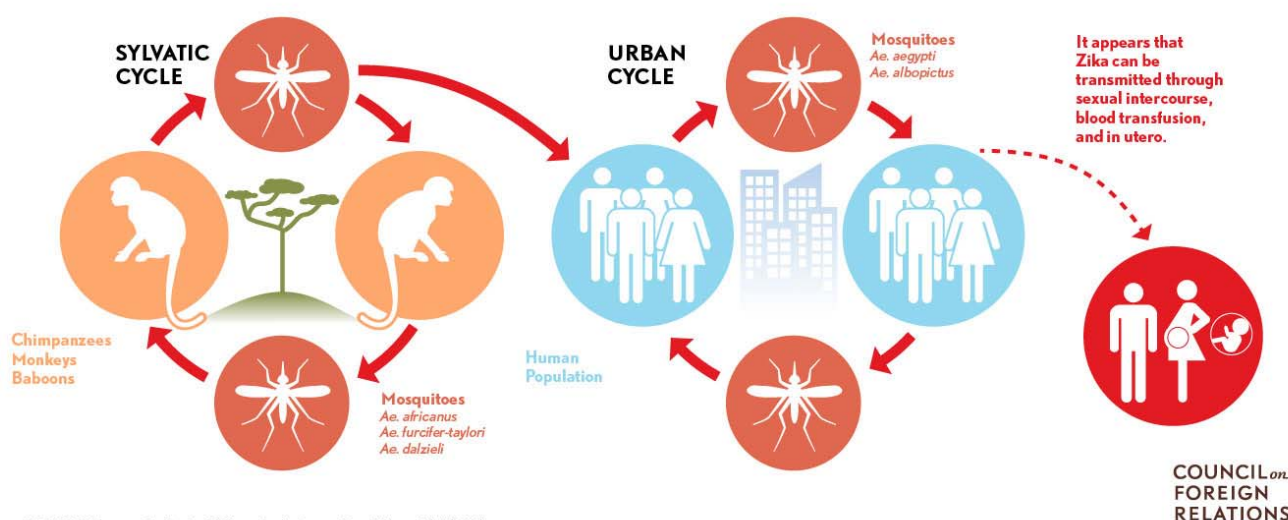 SYLVATIC
CYCLE
URBAN
CYCLE
Mosquitoes
Ae. aegypti
Ae. albopictus
It appears that
Zika can be
transmitted through
sexual intercourse,
blood transfusion,
and in utero.
Chimpanzees
Monkeys
Baboons
Mosquitoes
Ae. africanus
Ae. furcifer-taylori
Ae. dalzieli
Human
Population
COUNCIL on
FOREIGN
RELATIONS